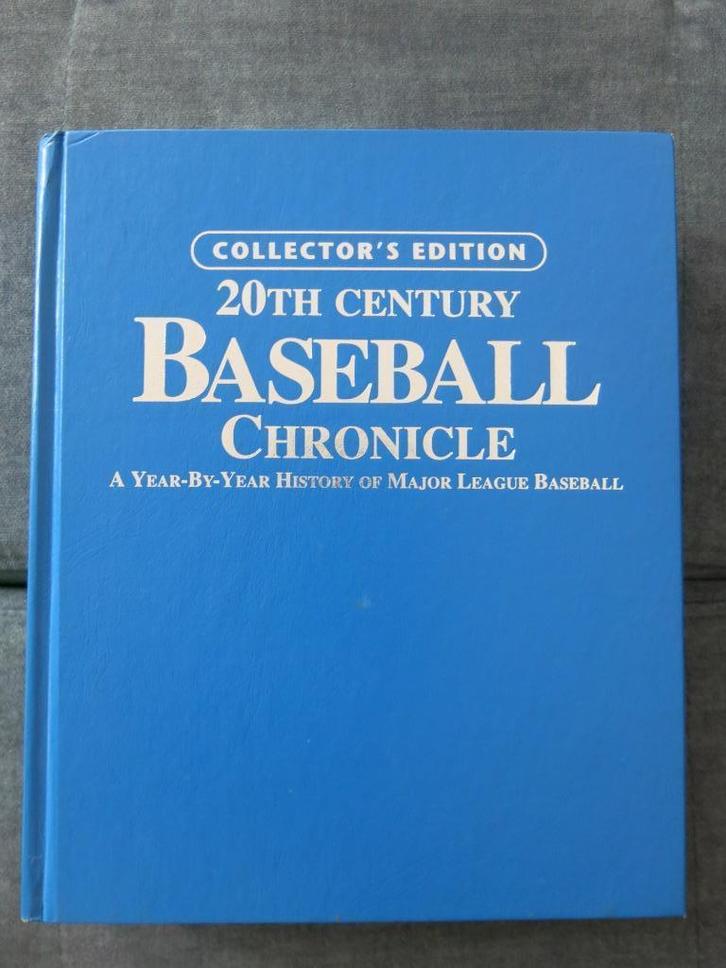 COLLECTOR'S EDITION
20TH CENTURY
BASEBALL
CHRONICLE
A YEAR-BY-YEAR HISTORY OF MAJOR LEAGUE BASEBALL